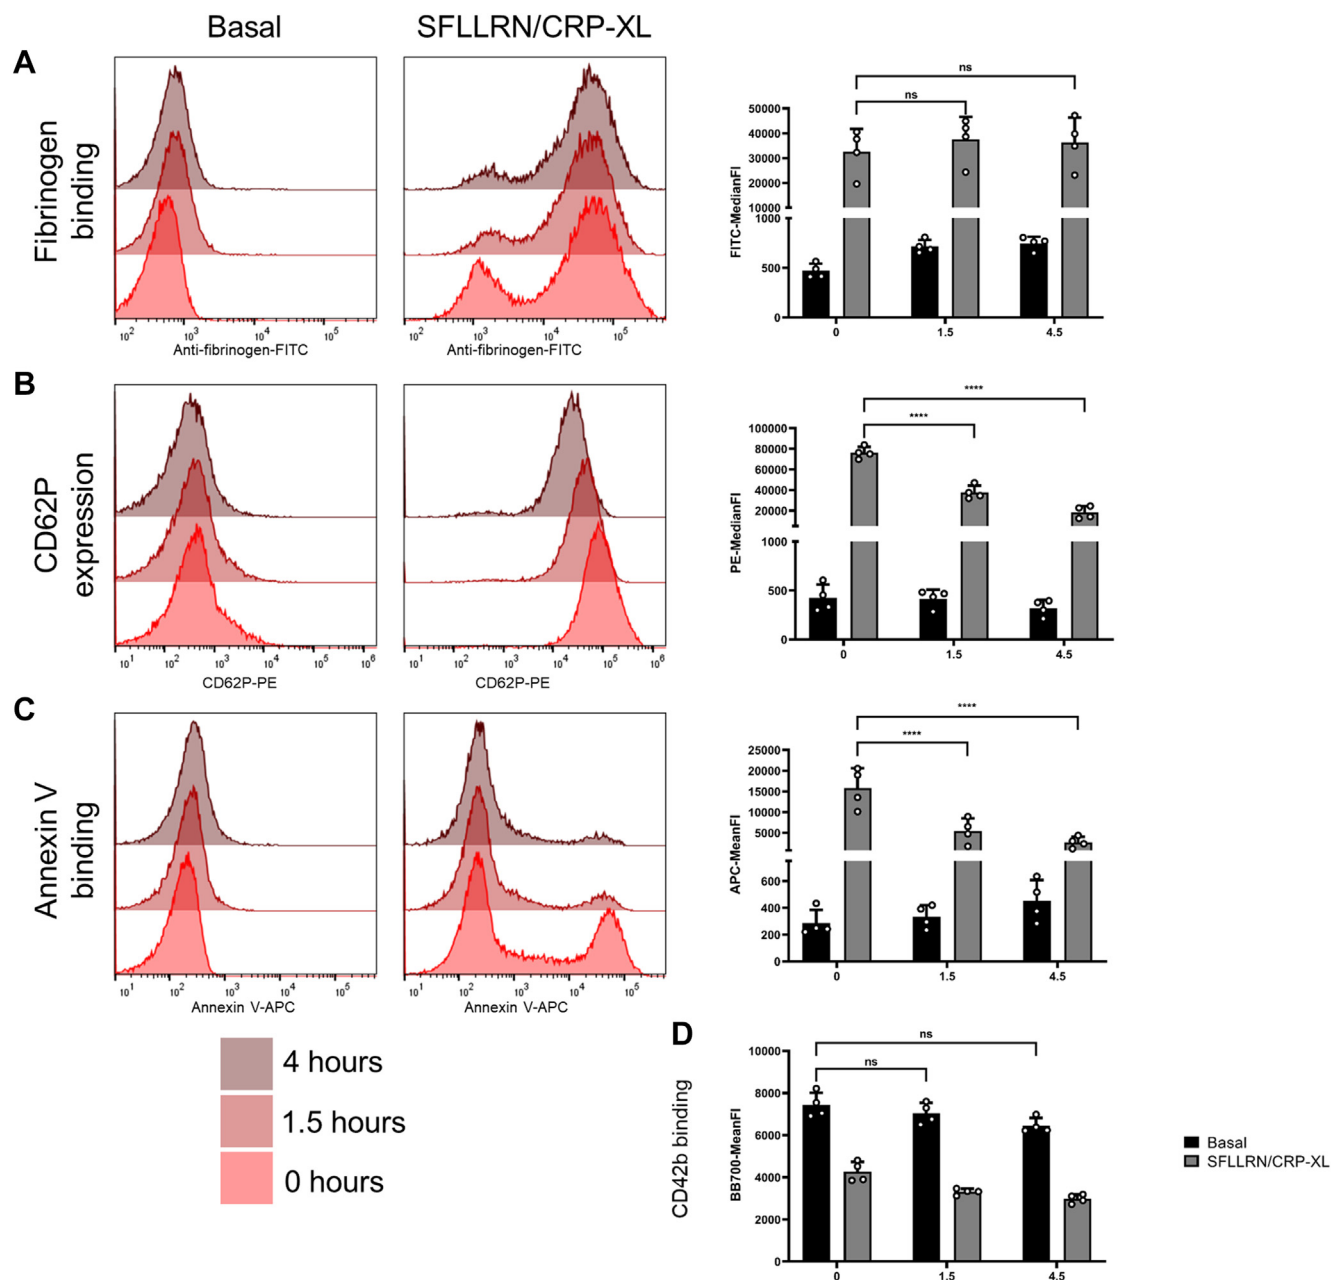 Basal
SFLLRN/CRP-XL
A
Fibrinogen
binding
10² 10³ 10⁴ 10⁵
Anti-fibrinogen-FITC
10² 10³ 10⁴ 10⁵
Anti-fibrinogen-FITC
ns
ns
50000
40000
30000
20000
10000
1000
500
0
FITC-MedianFI
0 1.5 4.5
B
CD62P
expression
10¹ 10² 10³ 10⁴ 10⁵ 10⁶
CD62P-PE
10¹ 10² 10³ 10⁴ 10⁵ 10⁶
CD62P-PE
****
****
100000
80000
60000
40000
20000
1000
500
0
PE-MedianFI
0 1.5 4.5
C
Annexin V
binding
10¹ 10² 10³ 10⁴ 10⁵
Annexin V-APC
10¹ 10² 10³ 10⁴ 10⁵
Annexin V-APC
****
****
25000
20000
15000
10000
5000
600
400
200
0
APC-MeanFI
0 1.5 4.5
4 hours
1.5 hours
0 hours
D
CD42b binding
ns
ns
10000
8000
6000
4000
2000
0
BB700-MeanFI
0 1.5 4.5
Basal
SFLLRN/CRP-XL